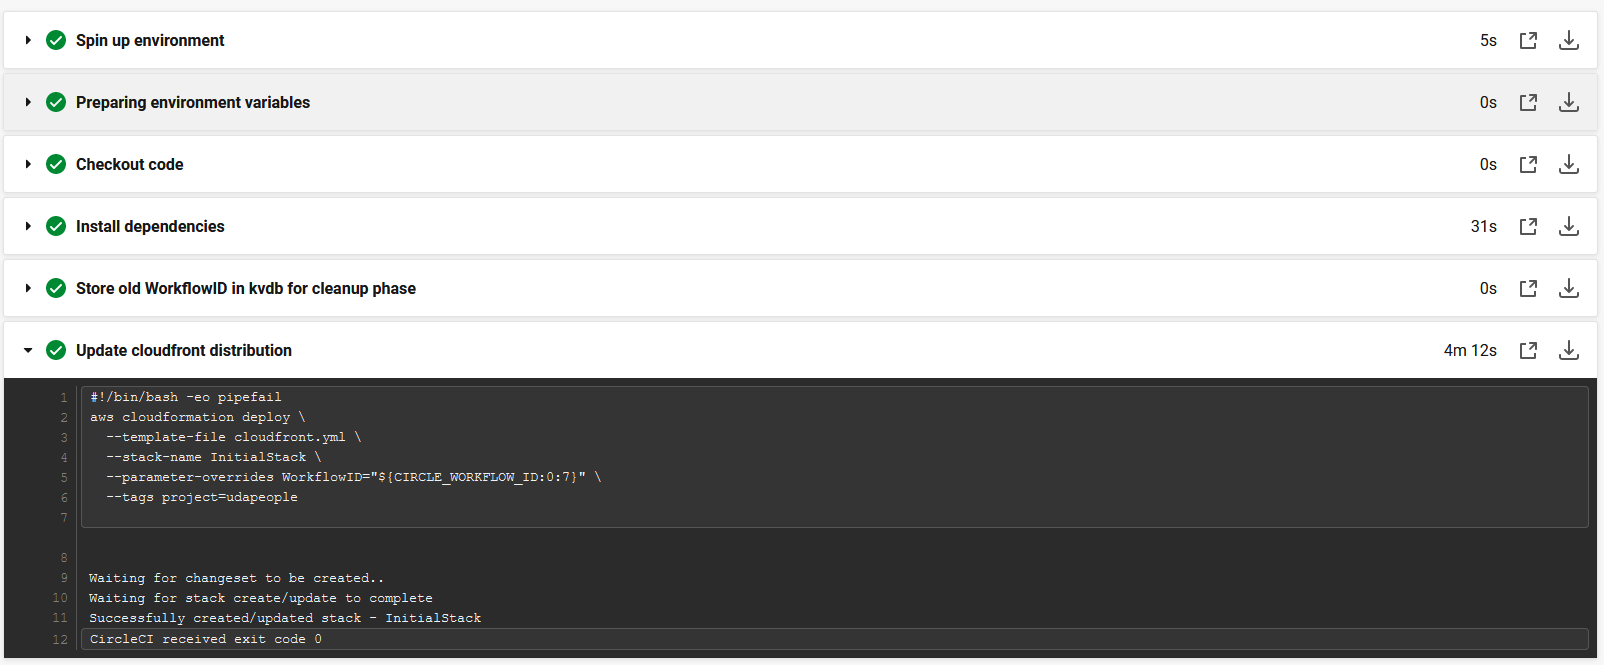 Spin up environment 5s
Preparing environment variables 0s
Checkout code 0s
Install dependencies 31s
Store old WorkflowID in kvdb for cleanup phase 0s
Update cloudfront distribution 4m 12s
1 #!/bin/bash -eo pipefail
2 aws cloudformation deploy \
3   --template-file cloudfront.yml \
4   --stack-name InitialStack \
5   --parameter-overrides WorkflowID="${CIRCLE_WORKFLOW_ID:0:7}" \
6   --tags project=udapeople
7
8
9 Waiting for changeset to be created..
10 Waiting for stack create/update to complete
11 Successfully created/updated stack - InitialStack
12 CircleCI received exit code 0